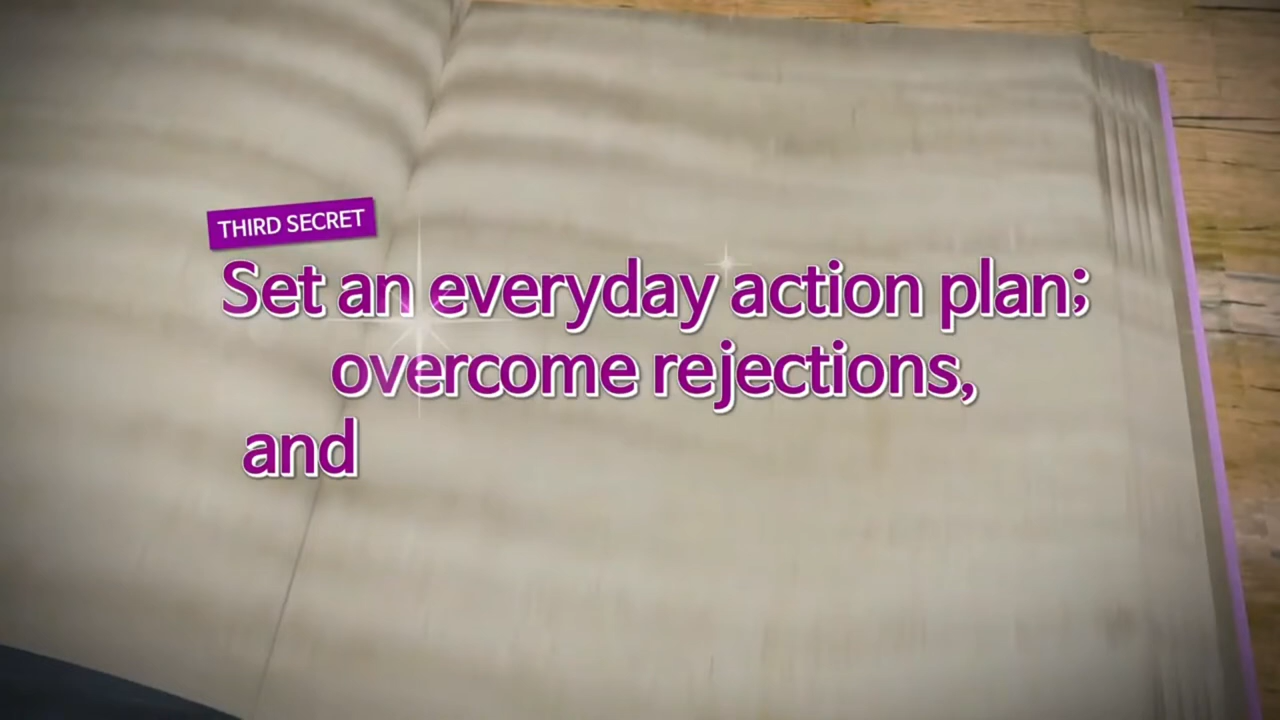 THIRD SECRET
Set an everyday action plan;
overcome rejections,
and